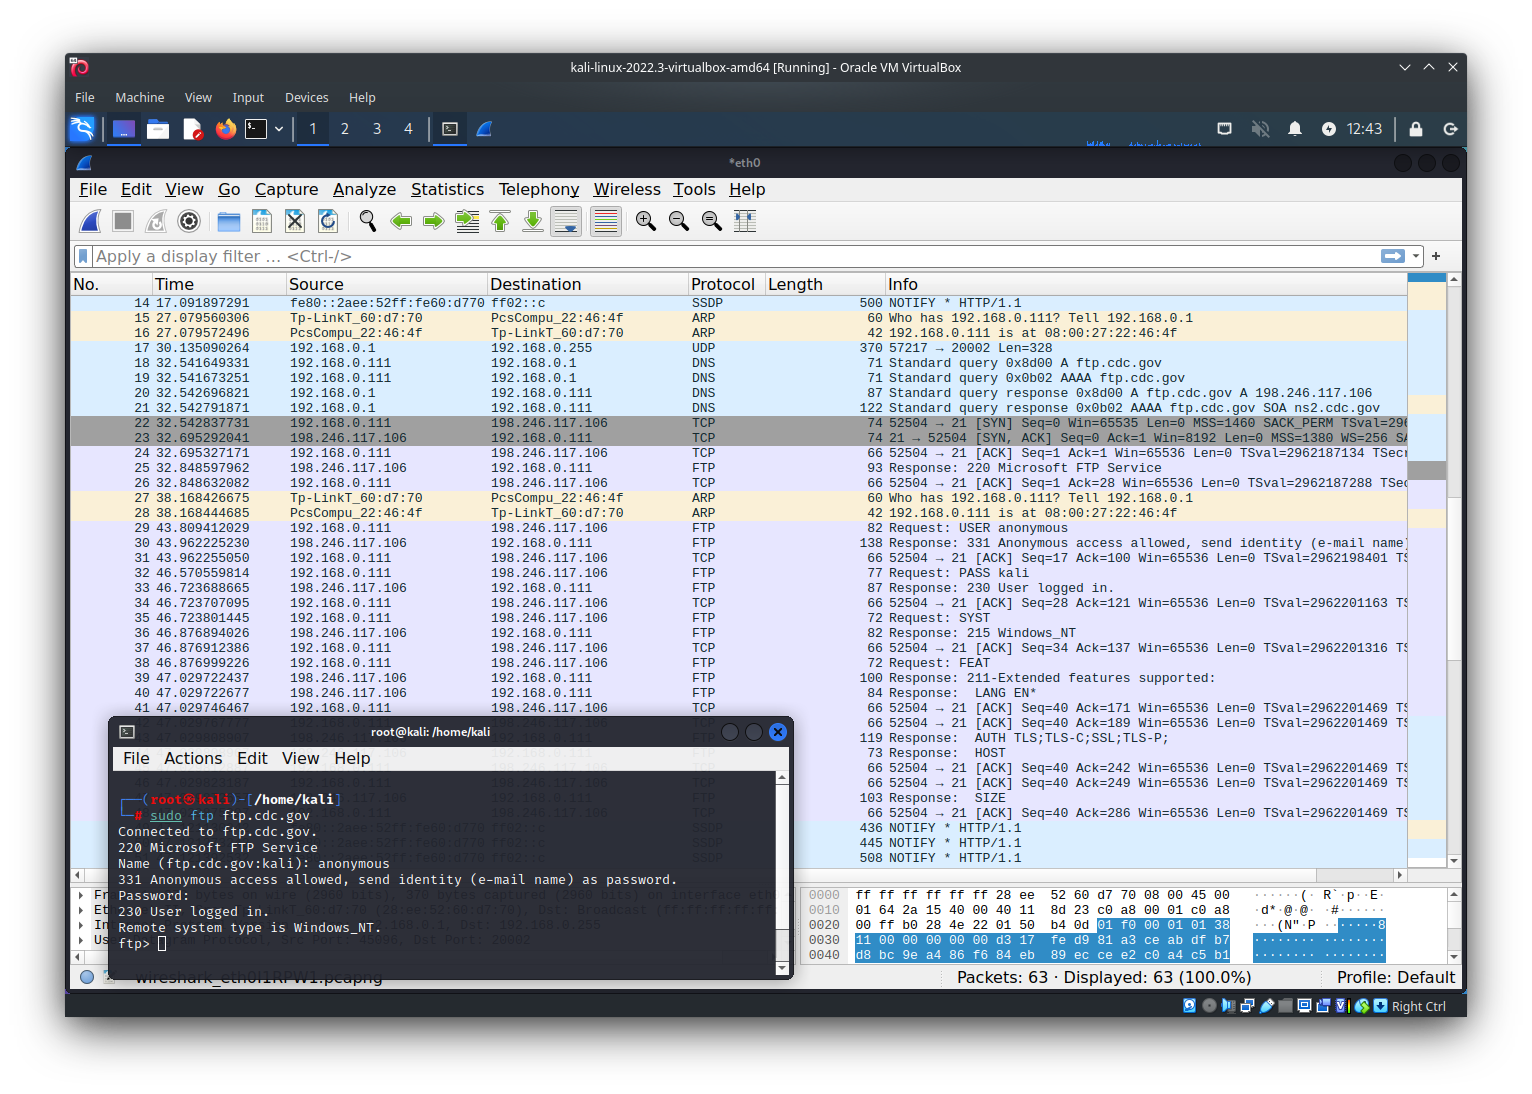 kali-linux-2022.3-virtualbox-amd64 [Running] - Oracle VM VirtualBox
File Machine View Input Devices Help
1 2 3 4 12:43
*eth0
File Edit View Go Capture Analyze Statistics Telephony Wireless Tools Help
Apply a display filter … <Ctrl-/>
No. Time Source Destination Protocol Length Info
14 17.091897291 fe80::2aee:52ff:fe60:d770 ff02::c SSDP 500 NOTIFY * HTTP/1.1
15 27.079560306 Tp-LinkT_60:d7:70 PcsCompu_22:46:4f ARP 60 Who has 192.168.0.111? Tell 192.168.0.1
16 27.079572496 PcsCompu_22:46:4f Tp-LinkT_60:d7:70 ARP 42 192.168.0.111 is at 08:00:27:22:46:4f
17 30.135090264 192.168.0.1 192.168.0.255 UDP 370 57217 → 20002 Len=328
18 32.541649331 192.168.0.111 192.168.0.1 DNS 71 Standard query 0x8d00 A ftp.cdc.gov
19 32.541673251 192.168.0.111 192.168.0.1 DNS 71 Standard query 0x0b02 AAAA ftp.cdc.gov
20 32.542696821 192.168.0.1 192.168.0.111 DNS 87 Standard query response 0x8d00 A ftp.cdc.gov A 198.246.117.106
21 32.542791871 192.168.0.1 192.168.0.111 DNS 122 Standard query response 0x0b02 AAAA ftp.cdc.gov SOA ns2.cdc.gov
22 32.542837731 192.168.0.111 198.246.117.106 TCP 74 52504 → 21 [SYN] Seq=0 Win=65535 Len=0 MSS=1460 SACK_PERM TSval=296
23 32.695292041 198.246.117.106 192.168.0.111 TCP 74 21 → 52504 [SYN, ACK] Seq=0 Ack=1 Win=8192 Len=0 MSS=1380 WS=256 SA
24 32.695327171 192.168.0.111 198.246.117.106 TCP 66 52504 → 21 [ACK] Seq=1 Ack=1 Win=65536 Len=0 TSval=2962187134 TSecr
25 32.848597962 198.246.117.106 192.168.0.111 FTP 93 Response: 220 Microsoft FTP Service
26 32.848632082 192.168.0.111 198.246.117.106 TCP 66 52504 → 21 [ACK] Seq=1 Ack=28 Win=65536 Len=0 TSval=2962187288 TSec
27 38.168426675 Tp-LinkT_60:d7:70 PcsCompu_22:46:4f ARP 60 Who has 192.168.0.111? Tell 192.168.0.1
28 38.168444685 PcsCompu_22:46:4f Tp-LinkT_60:d7:70 ARP 42 192.168.0.111 is at 08:00:27:22:46:4f
29 43.809412029 192.168.0.111 198.246.117.106 FTP 82 Request: USER anonymous
30 43.962225230 198.246.117.106 192.168.0.111 FTP 138 Response: 331 Anonymous access allowed, send identity (e-mail name)
31 43.962255050 192.168.0.111 198.246.117.106 TCP 66 52504 → 21 [ACK] Seq=17 Ack=100 Win=65536 Len=0 TSval=2962198401 TS
32 46.570559814 192.168.0.111 198.246.117.106 FTP 77 Request: PASS kali
33 46.723688665 198.246.117.106 192.168.0.111 FTP 87 Response: 230 User logged in.
34 46.723707095 192.168.0.111 198.246.117.106 TCP 66 52504 → 21 [ACK] Seq=28 Ack=121 Win=65536 Len=0 TSval=2962201163 TS
35 46.723801445 192.168.0.111 198.246.117.106 FTP 72 Request: SYST
36 46.876894026 198.246.117.106 192.168.0.111 FTP 82 Response: 215 Windows_NT
37 46.876912386 192.168.0.111 198.246.117.106 TCP 66 52504 → 21 [ACK] Seq=34 Ack=137 Win=65536 Len=0 TSval=2962201316 TS
38 46.876999226 192.168.0.111 198.246.117.106 FTP 72 Request: FEAT
39 47.029722437 198.246.117.106 192.168.0.111 FTP 100 Response: 211-Extended features supported:
40 47.029722677 198.246.117.106 192.168.0.111 FTP 84 Response: LANG EN*
41 47.029746467 192.168.0.111 198.246.117.106 TCP 66 52504 → 21 [ACK] Seq=40 Ack=171 Win=65536 Len=0 TSval=2962201469 TS
66 52504 → 21 [ACK] Seq=40 Ack=189 Win=65536 Len=0 TSval=2962201469 TS
119 Response: AUTH TLS;TLS-C;SSL;TLS-P;
73 Response: HOST
66 52504 → 21 [ACK] Seq=40 Ack=242 Win=65536 Len=0 TSval=2962201469 TS
66 52504 → 21 [ACK] Seq=40 Ack=249 Win=65536 Len=0 TSval=2962201469 TS
103 Response: SIZE
66 52504 → 21 [ACK] Seq=40 Ack=286 Win=65536 Len=0 TSval=2962201469 TS
436 NOTIFY * HTTP/1.1
445 NOTIFY * HTTP/1.1
508 NOTIFY * HTTP/1.1
root@kali: /home/kali
File Actions Edit View Help
┌──(root㉿kali)-[/home/kali]
└─# sudo ftp ftp.cdc.gov
Connected to ftp.cdc.gov.
220 Microsoft FTP Service
Name (ftp.cdc.gov:kali): anonymous
331 Anonymous access allowed, send identity (e-mail name) as password.
Password:
230 User logged in.
Remote system type is Windows_NT.
ftp>
0000 ff ff ff ff ff ff 28 ee 52 60 d7 70 08 00 45 00 ······(· R`·p··E·
0010 01 64 2a 15 40 00 40 11 8d 23 c0 a8 00 01 c0 a8 ·d*·@·@· ·#······
0020 00 ff b0 28 4e 22 01 50 b4 0d 01 f0 00 01 01 38 ···(N"·P ·······8
0030 11 00 00 00 00 00 d3 17 fe d9 81 a3 ce ab df b7 ········ ········
0040 d8 bc 9e a4 86 f6 84 eb 89 ec ce e2 c0 a4 c5 b1 ········ ········
wireshark_eth0I1RPW1.pcapng Packets: 63 · Displayed: 63 (100.0%) Profile: Default
Right Ctrl